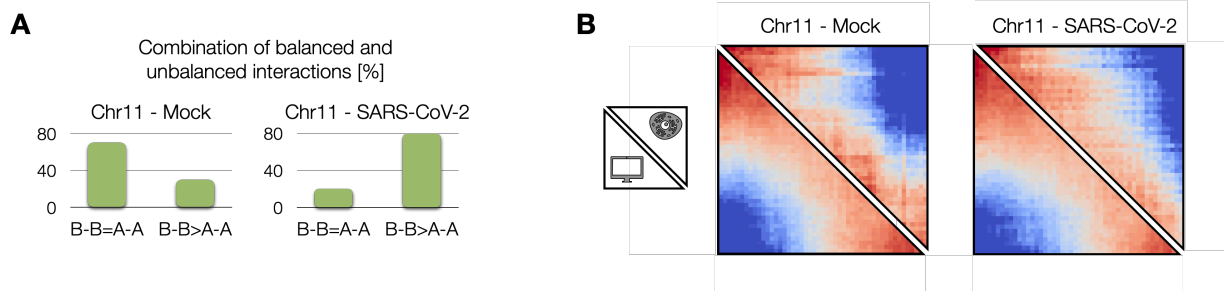 A
Combination of balanced and
unbalanced interactions [%]
Chr11 - Mock
80
40
0
B-B=A-A B-B>A-A
Chr11 - SARS-CoV-2
80
40
0
B-B=A-A B-B>A-A
B
Chr11 - Mock
Chr11 - SARS-CoV-2